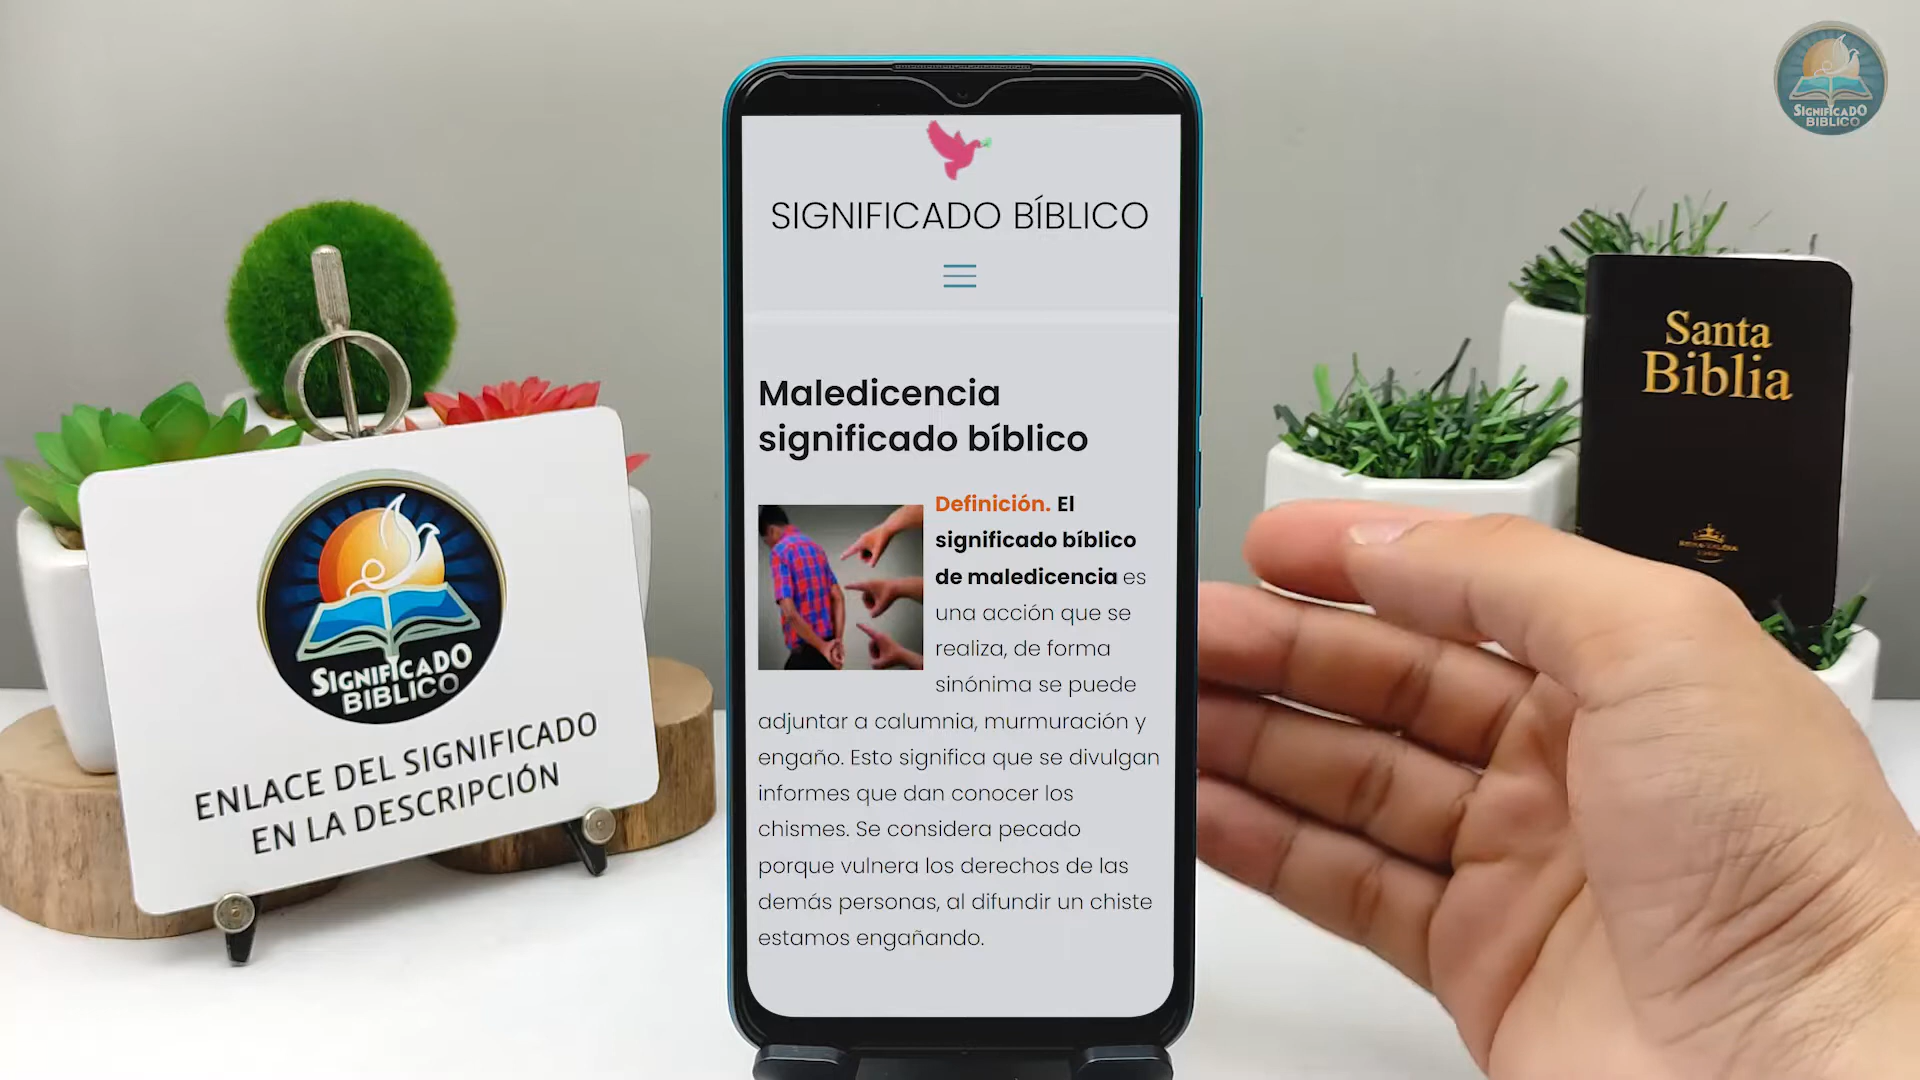 SIGNIFICADO
BIBLICO
SIGNIFICADO BÍBLICO
Maledicencia
significado bíblico
Definición. El
significado bíblico
de maledicencia es
una acción que se
realiza, de forma
sinónima se puede
adjuntar a calumnia, murmuración y
engaño. Esto significa que se divulgan
informes que dan conocer los
chismes. Se considera pecado
porque vulnera los derechos de las
demás personas, al difundir un chiste
estamos engañando.
SIGNIFICADO
BIBLICO
ENLACE DEL SIGNIFICADO
EN LA DESCRIPCIÓN
Santa
Biblia